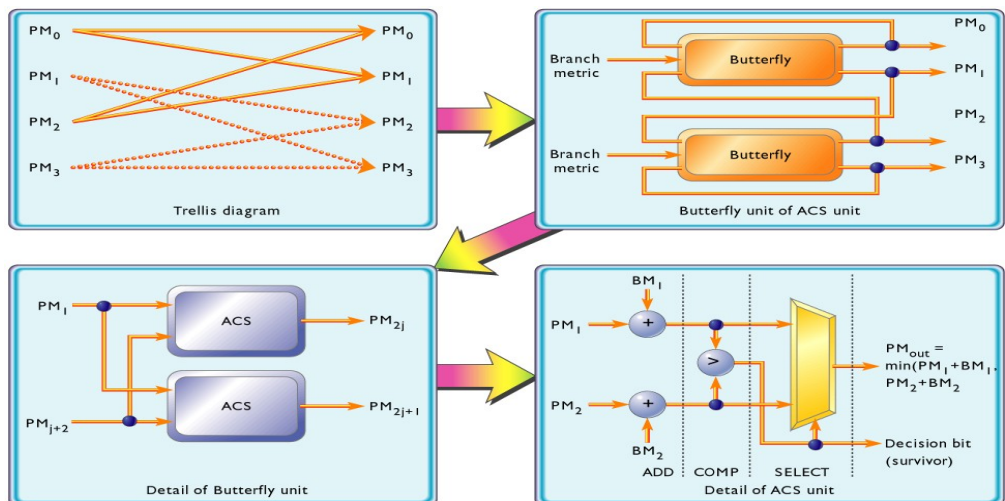 PM0 PM0
PM1 PM1
PM2 PM2
PM3 PM3
Trellis diagram
PM0
Branch
metric
Butterfly
PM1
PM2
Branch
metric
Butterfly
PM3
Butterfly unit of ACS unit
PM1
ACS
PM2j
ACS
PM2j+1
PMj+2
Detail of Butterfly unit
BM1
PM1
+
>
PMout =
min(PM1+BM1,
PM2+BM2
PM2
+
BM2
Decision bit
(survivor)
ADD COMP SELECT
Detail of ACS unit